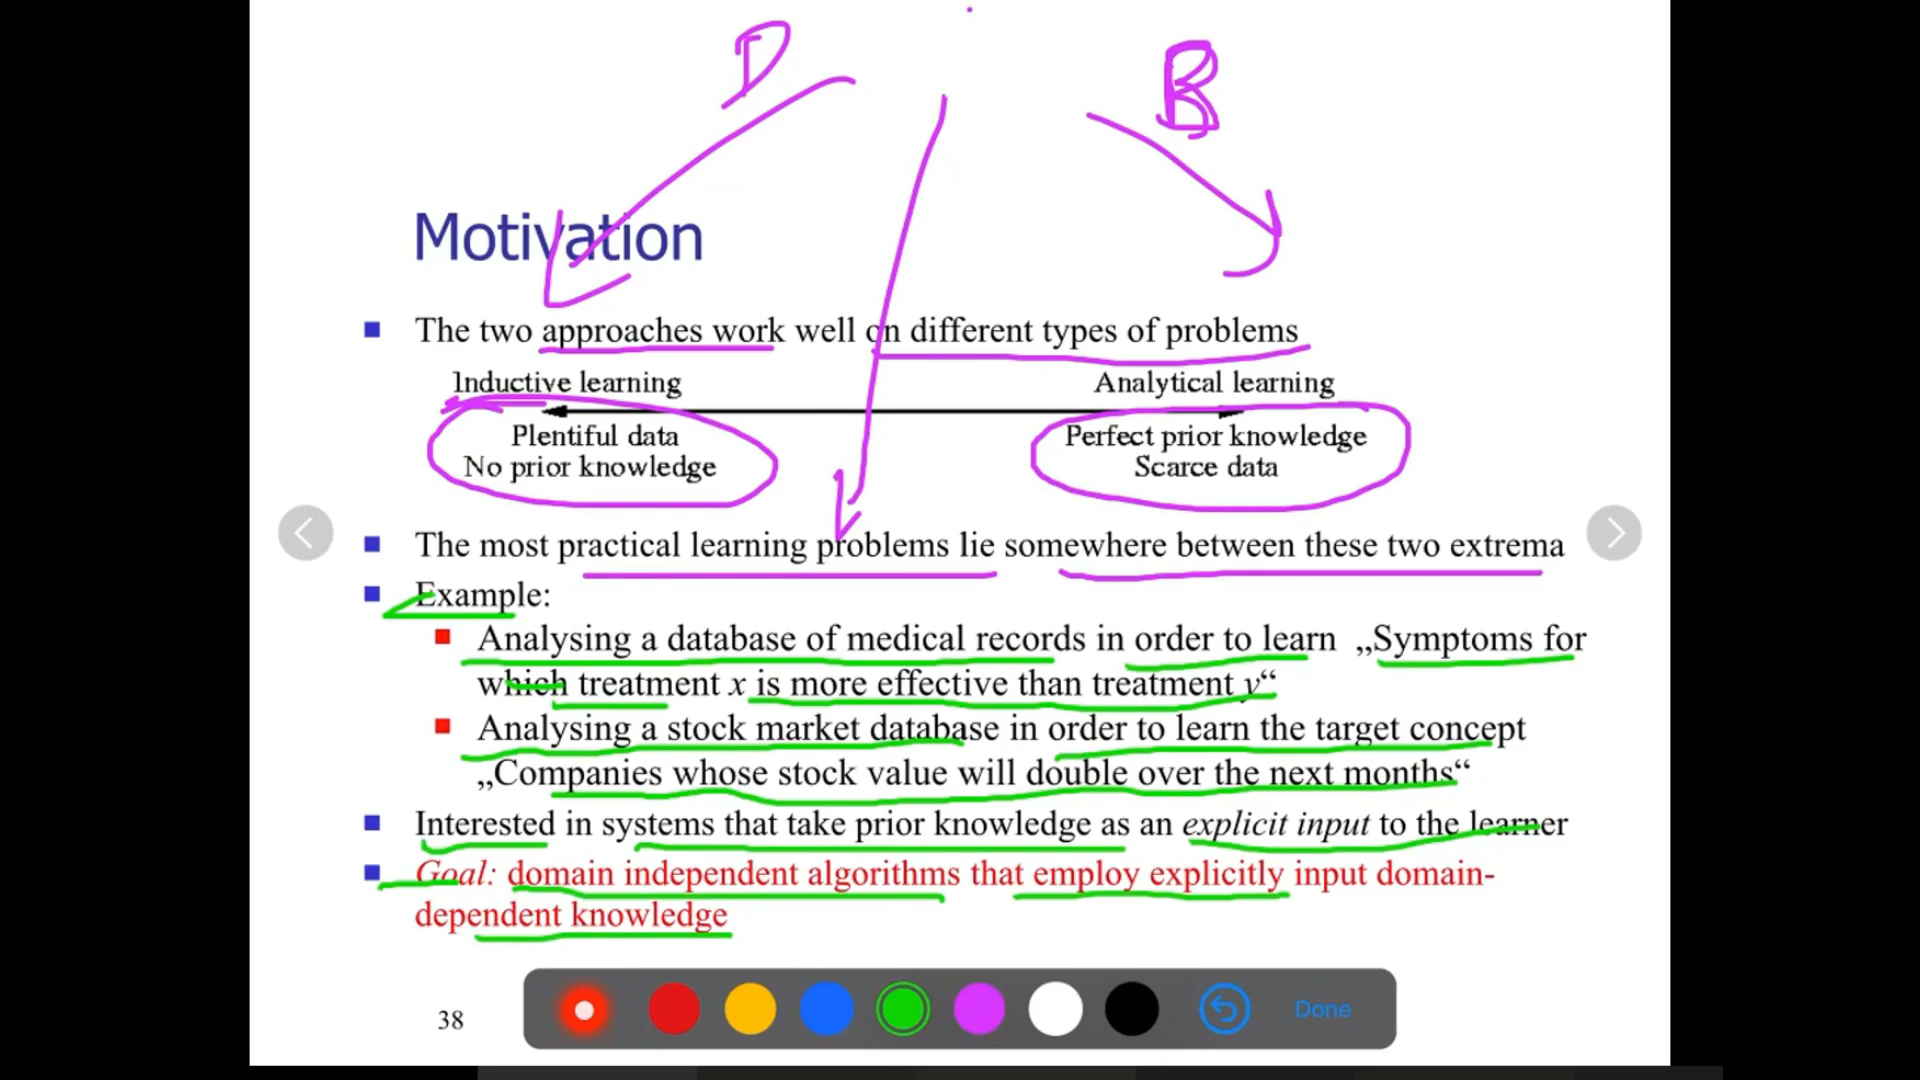 D
B
Motivation
The two approaches work well on different types of problems
Inductive learning
Analytical learning
Plentiful data
No prior knowledge
Perfect prior knowledge
Scarce data
The most practical learning problems lie somewhere between these two extrema
Example:
Analysing a database of medical records in order to learn „Symptoms for
which treatment x is more effective than treatment y“
Analysing a stock market database in order to learn the target concept
„Companies whose stock value will double over the next months“
Interested in systems that take prior knowledge as an explicit input to the learner
Goal: domain independent algorithms that employ explicitly input domain-
dependent knowledge
38
Done